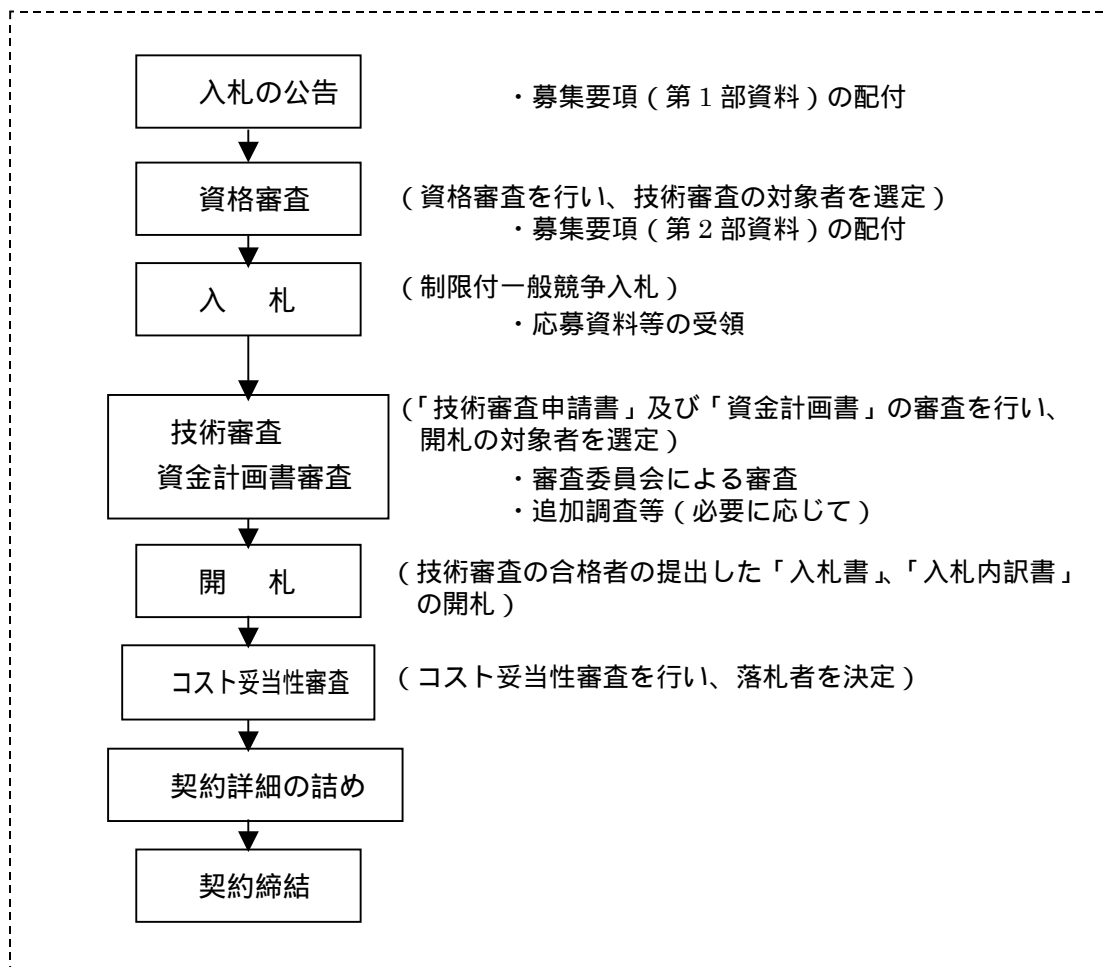 入札の公告
・募集要項(第1部資料)の配付
資格審査
(資格審査を行い、技術審査の対象者を選定)
・募集要項(第2部資料)の配付
入 札
(制限付一般競争入札)
・応募資料等の受領
技術審査
資金計画書審査
(「技術審査申請書」及び「資金計画書」の審査を行い、
開札の対象者を選定)
・審査委員会による審査
・追加調査等(必要に応じて)
開 札
(技術審査の合格者の提出した「入札書」、「入札内訳書」
の開札)
コスト妥当性審査
(コスト妥当性審査を行い、落札者を決定)
契約詳細の詰め
契約締結